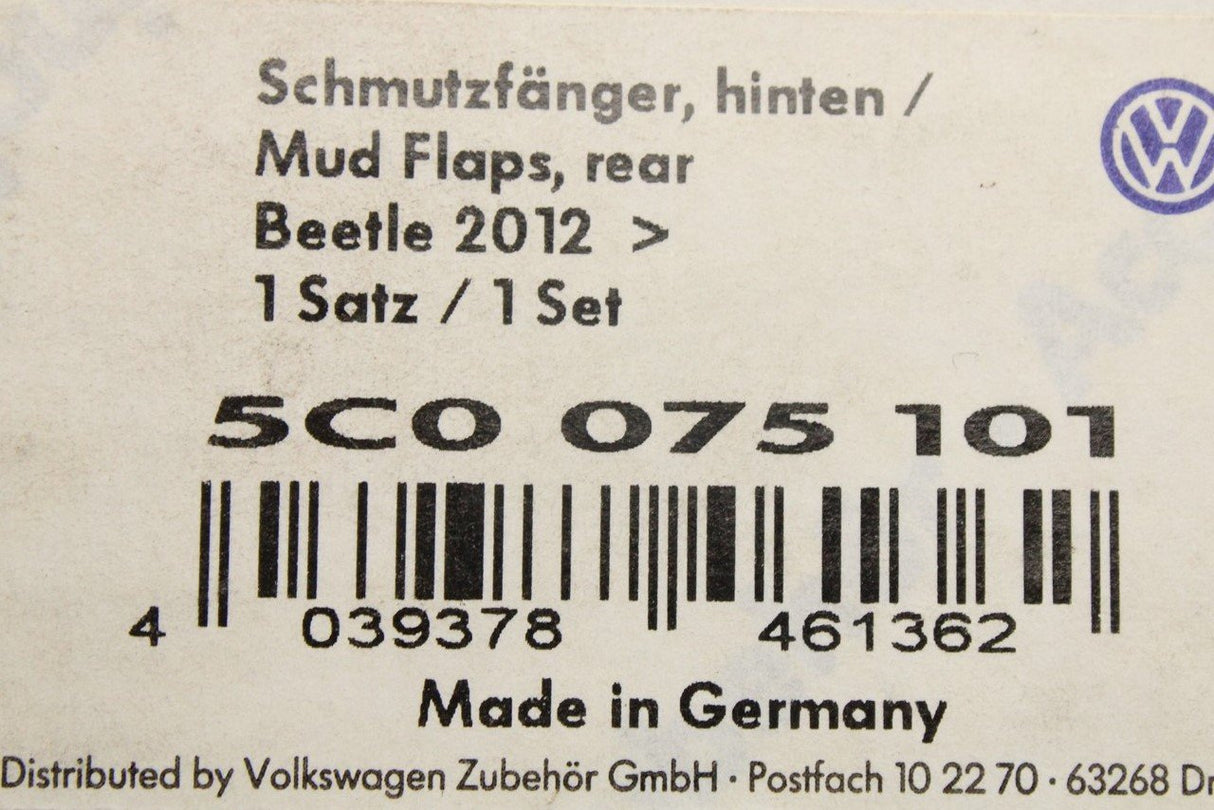 Schmutzfänger, hinten /
Mud Flaps, rear
Beetle 2012 >
1 Satz / 1 Set
5C0 075 101
4 039378 461362
Made in Germany
Distributed by Volkswagen Zubehör GmbH · Postfach 10 22 70 · 63268